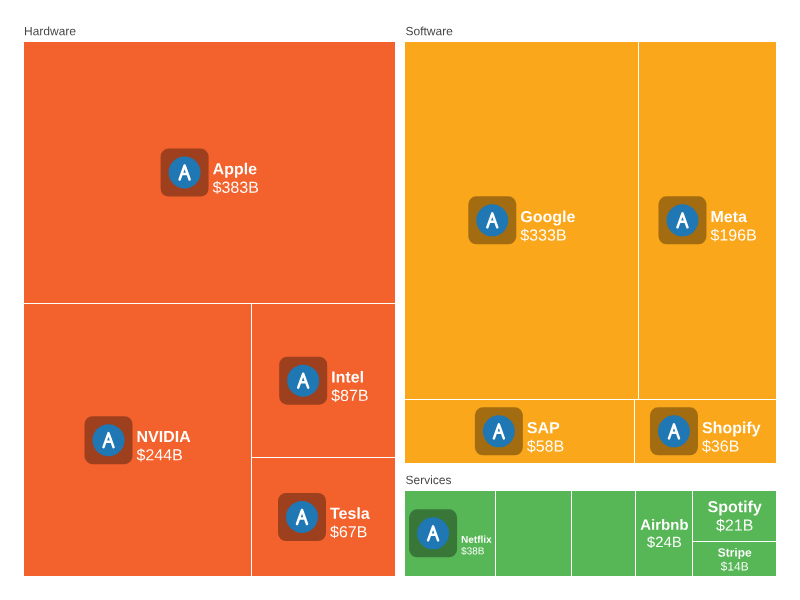 Hardware
Apple
$383B
NVIDIA
$244B
Intel
$87B
Tesla
$67B
Software
Google
$333B
Meta
$196B
SAP
$58B
Shopify
$36B
Services
Netflix
$38B
Airbnb
$24B
Spotify
$21B
Stripe
$14B